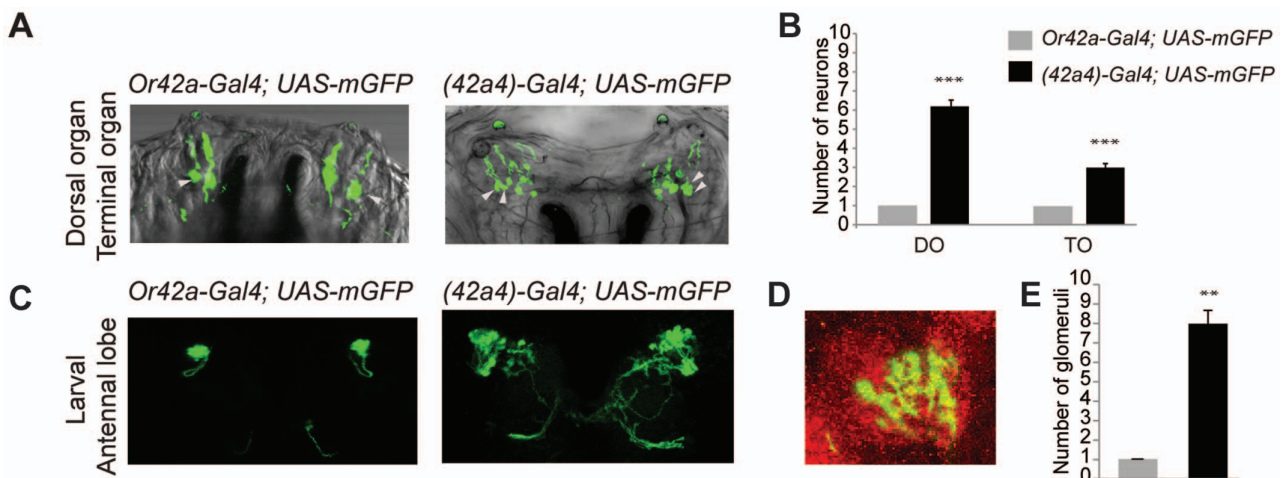 A
Or42a-Gal4; UAS-mGFP
(42a4)-Gal4; UAS-mGFP
Dorsal organ
Terminal organ
B
Or42a-Gal4; UAS-mGFP
(42a4)-Gal4; UAS-mGFP
Number of neurons
10
9
8
7
6
5
4
3
2
1
0
***
***
DO
TO
C
Or42a-Gal4; UAS-mGFP
(42a4)-Gal4; UAS-mGFP
Larval
Antennal lobe
D
E
Number of glomeruli
10
9
8
7
6
5
4
3
2
1
0
**